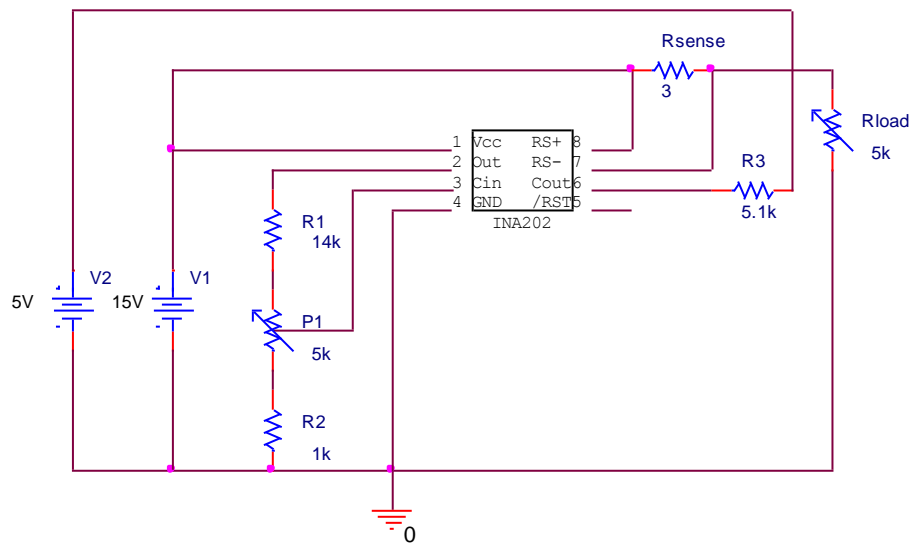 Rsense
3
Rload
5k
1 Vcc RS+ 8
2 Out RS- 7
3 Cin Cout 6
4 GND /RST 5
INA202
R3
5.1k
R1
14k
V2
5V
V1
15V
P1
5k
R2
1k
0